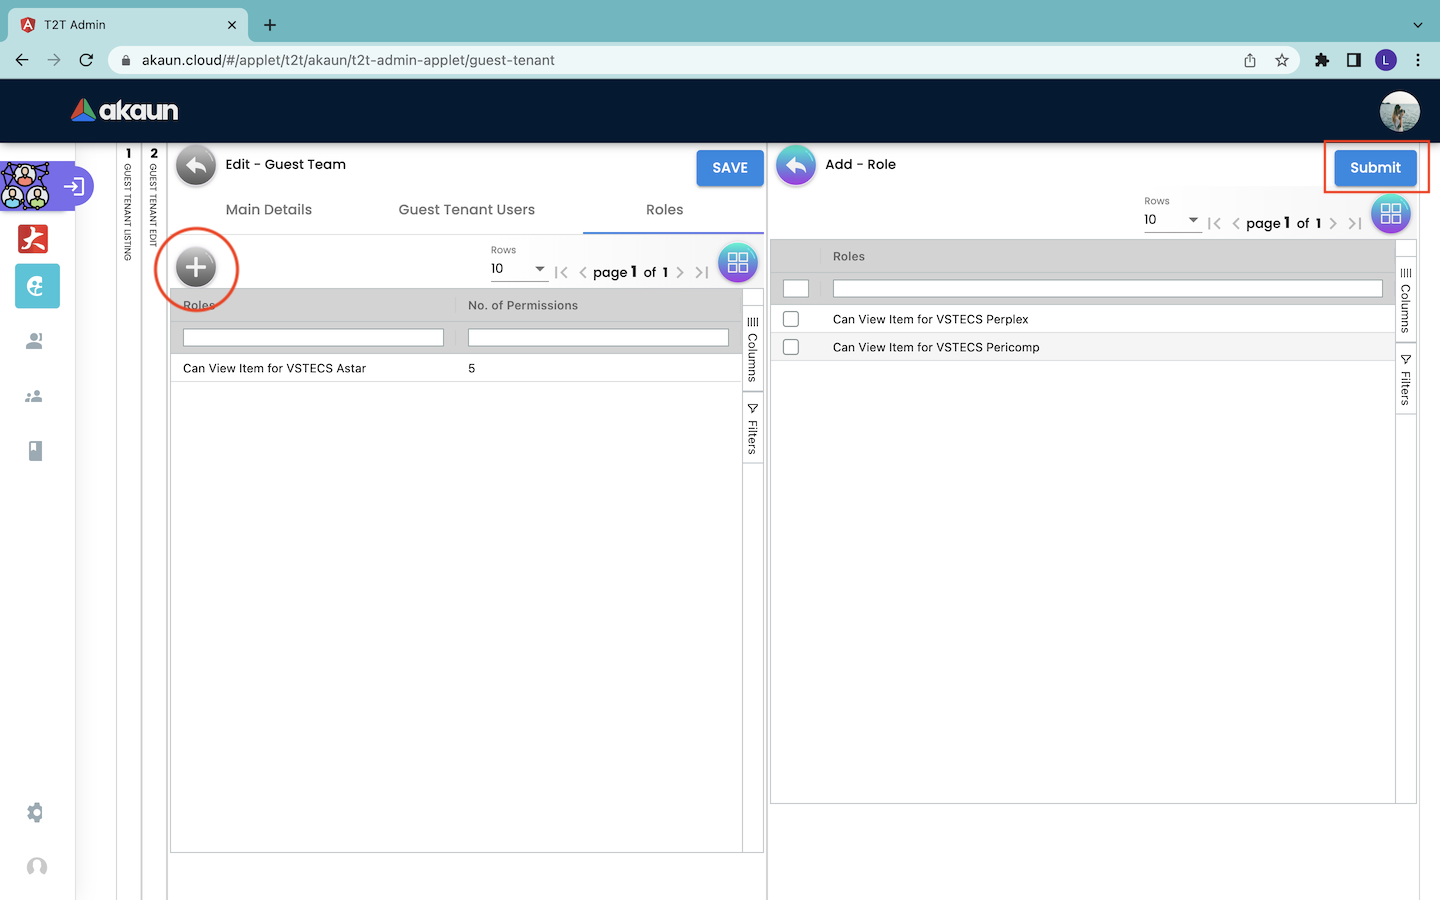 T2T Admin
akaun.cloud/#/applet/t2t/akaun/t2t-admin-applet/guest-tenant
L
akaun
1 GUEST TENANT LISTING
2 GUEST TENANT EDIT
Edit - Guest Team
SAVE
Main Details
Guest Tenant Users
Roles
Rows
10
page 1 of 1
Roles
No. of Permissions
Can View Item for VSTECS Astar
5
Columns
Filters
Add - Role
Submit
Rows
10
page 1 of 1
Roles
Can View Item for VSTECS Perplex
Can View Item for VSTECS Pericomp
Columns
Filters